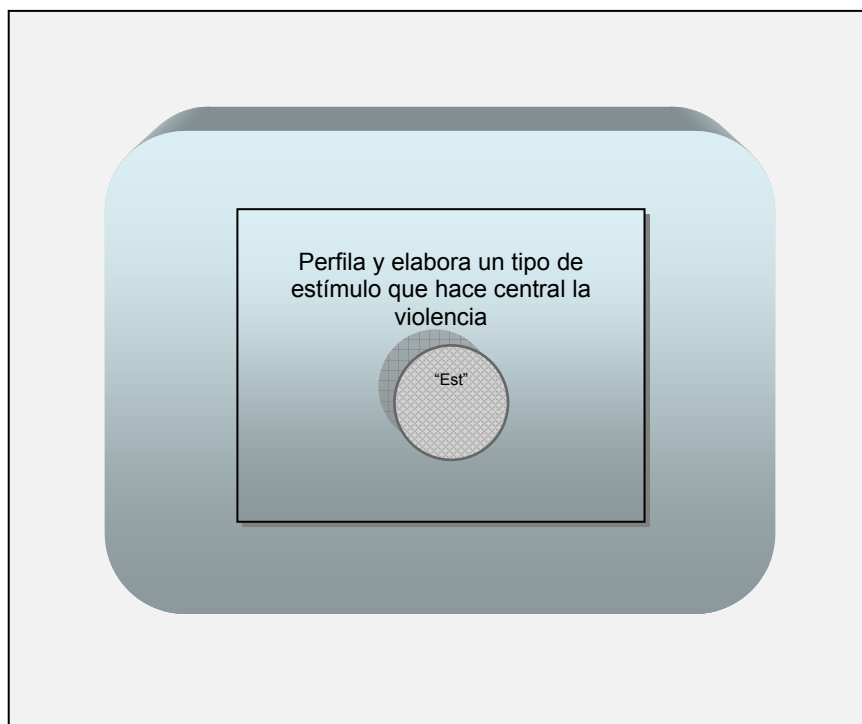 Perfila y elabora un tipo de
estímulo que hace central la
violencia
“Est”